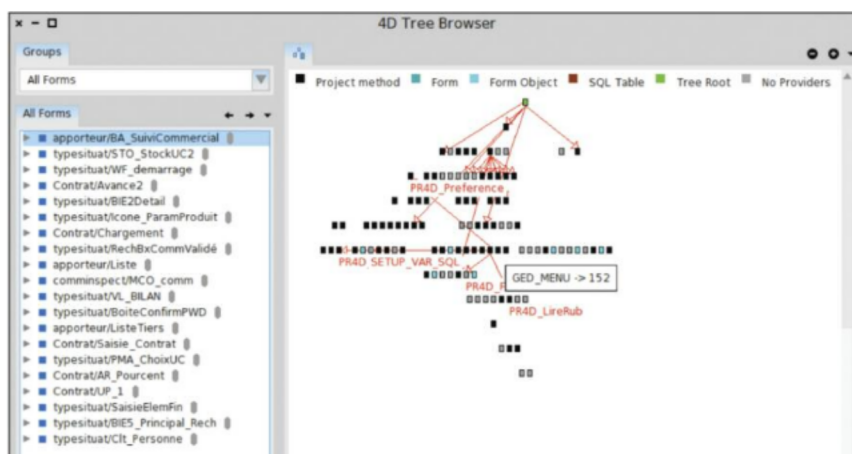 4D Tree Browser
Groups
All Forms
All Forms
apporteur/BA_SuiviCommercial
typesituat/STO_StockUC2
typesituat/WF_demarrage
Contrat/Avance2
typesituat/BIE2Detail
typesituat/Icone_ParamProduit
Contrat/Chargement
typesituat/RechBxCommValidé
apporteur/Liste
comminspect/MCO_comm
typesituat/VL_BILAN
typesituat/BoiteConfirmPWD
apporteur/ListeTiers
Contrat/Saisie_Contrat
typesituat/PMA_ChoixUC
Contrat/AR_Pourcent
Contrat/UP_1
typesituat/SaisieElemFin
typesituat/BIE5_Principal_Rech
typesituat/Clt_Personne
Project method Form Form Object SQL Table Tree Root No Providers
PR4D_Preference
PR4D_SETUP_VAR_SQL
GED_MENU -> 152
PR4D_LireRub